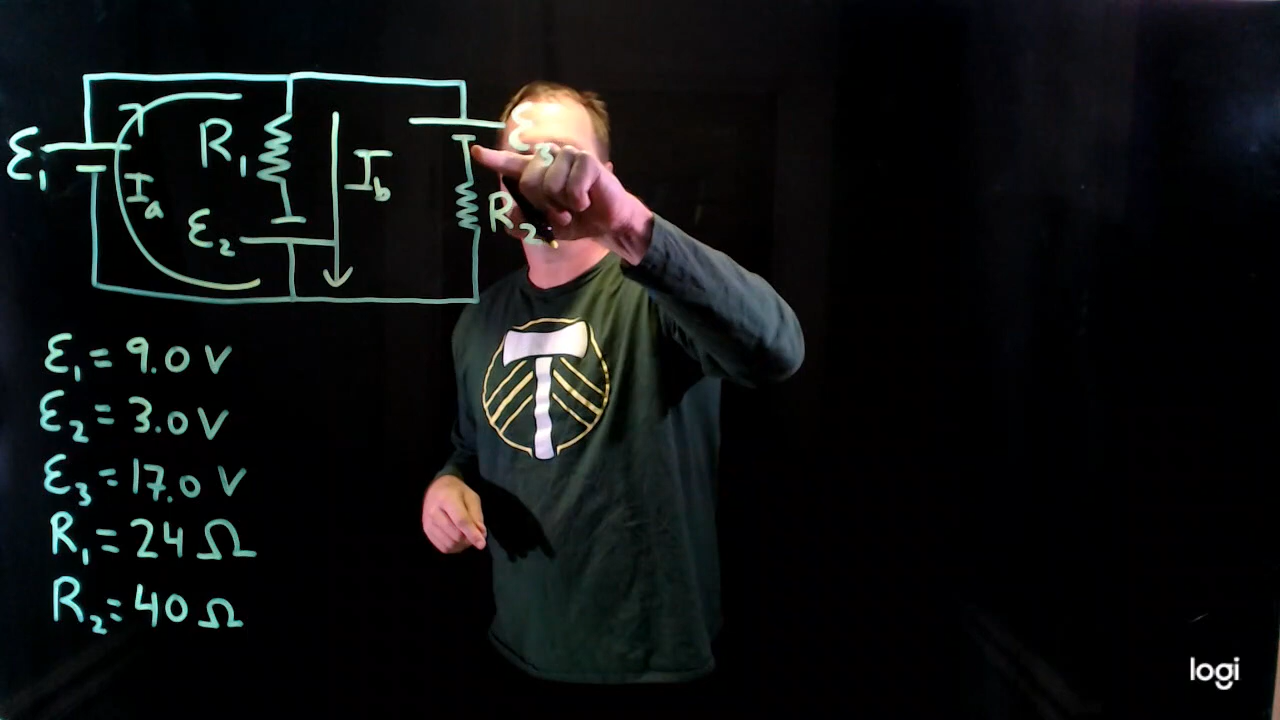 ε₁
Iₐ
R₁
ε₂
I_b
ε₃
R₂
ε₁ = 9.0 V
ε₂ = 3.0 V
ε₃ = 17.0 V
R₁ = 24 Ω
R₂ = 40 Ω
T
logi